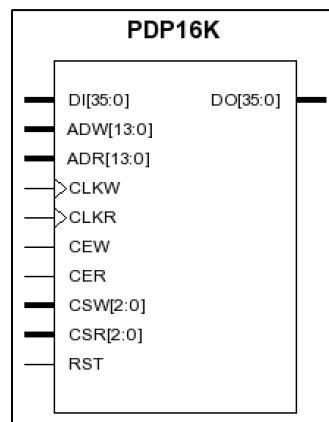 PDP16K
DI[35:0] DO[35:0]
ADW[13:0]
ADR[13:0]
CLKW
CLKR
CEW
CER
CSW[2:0]
CSR[2:0]
RST